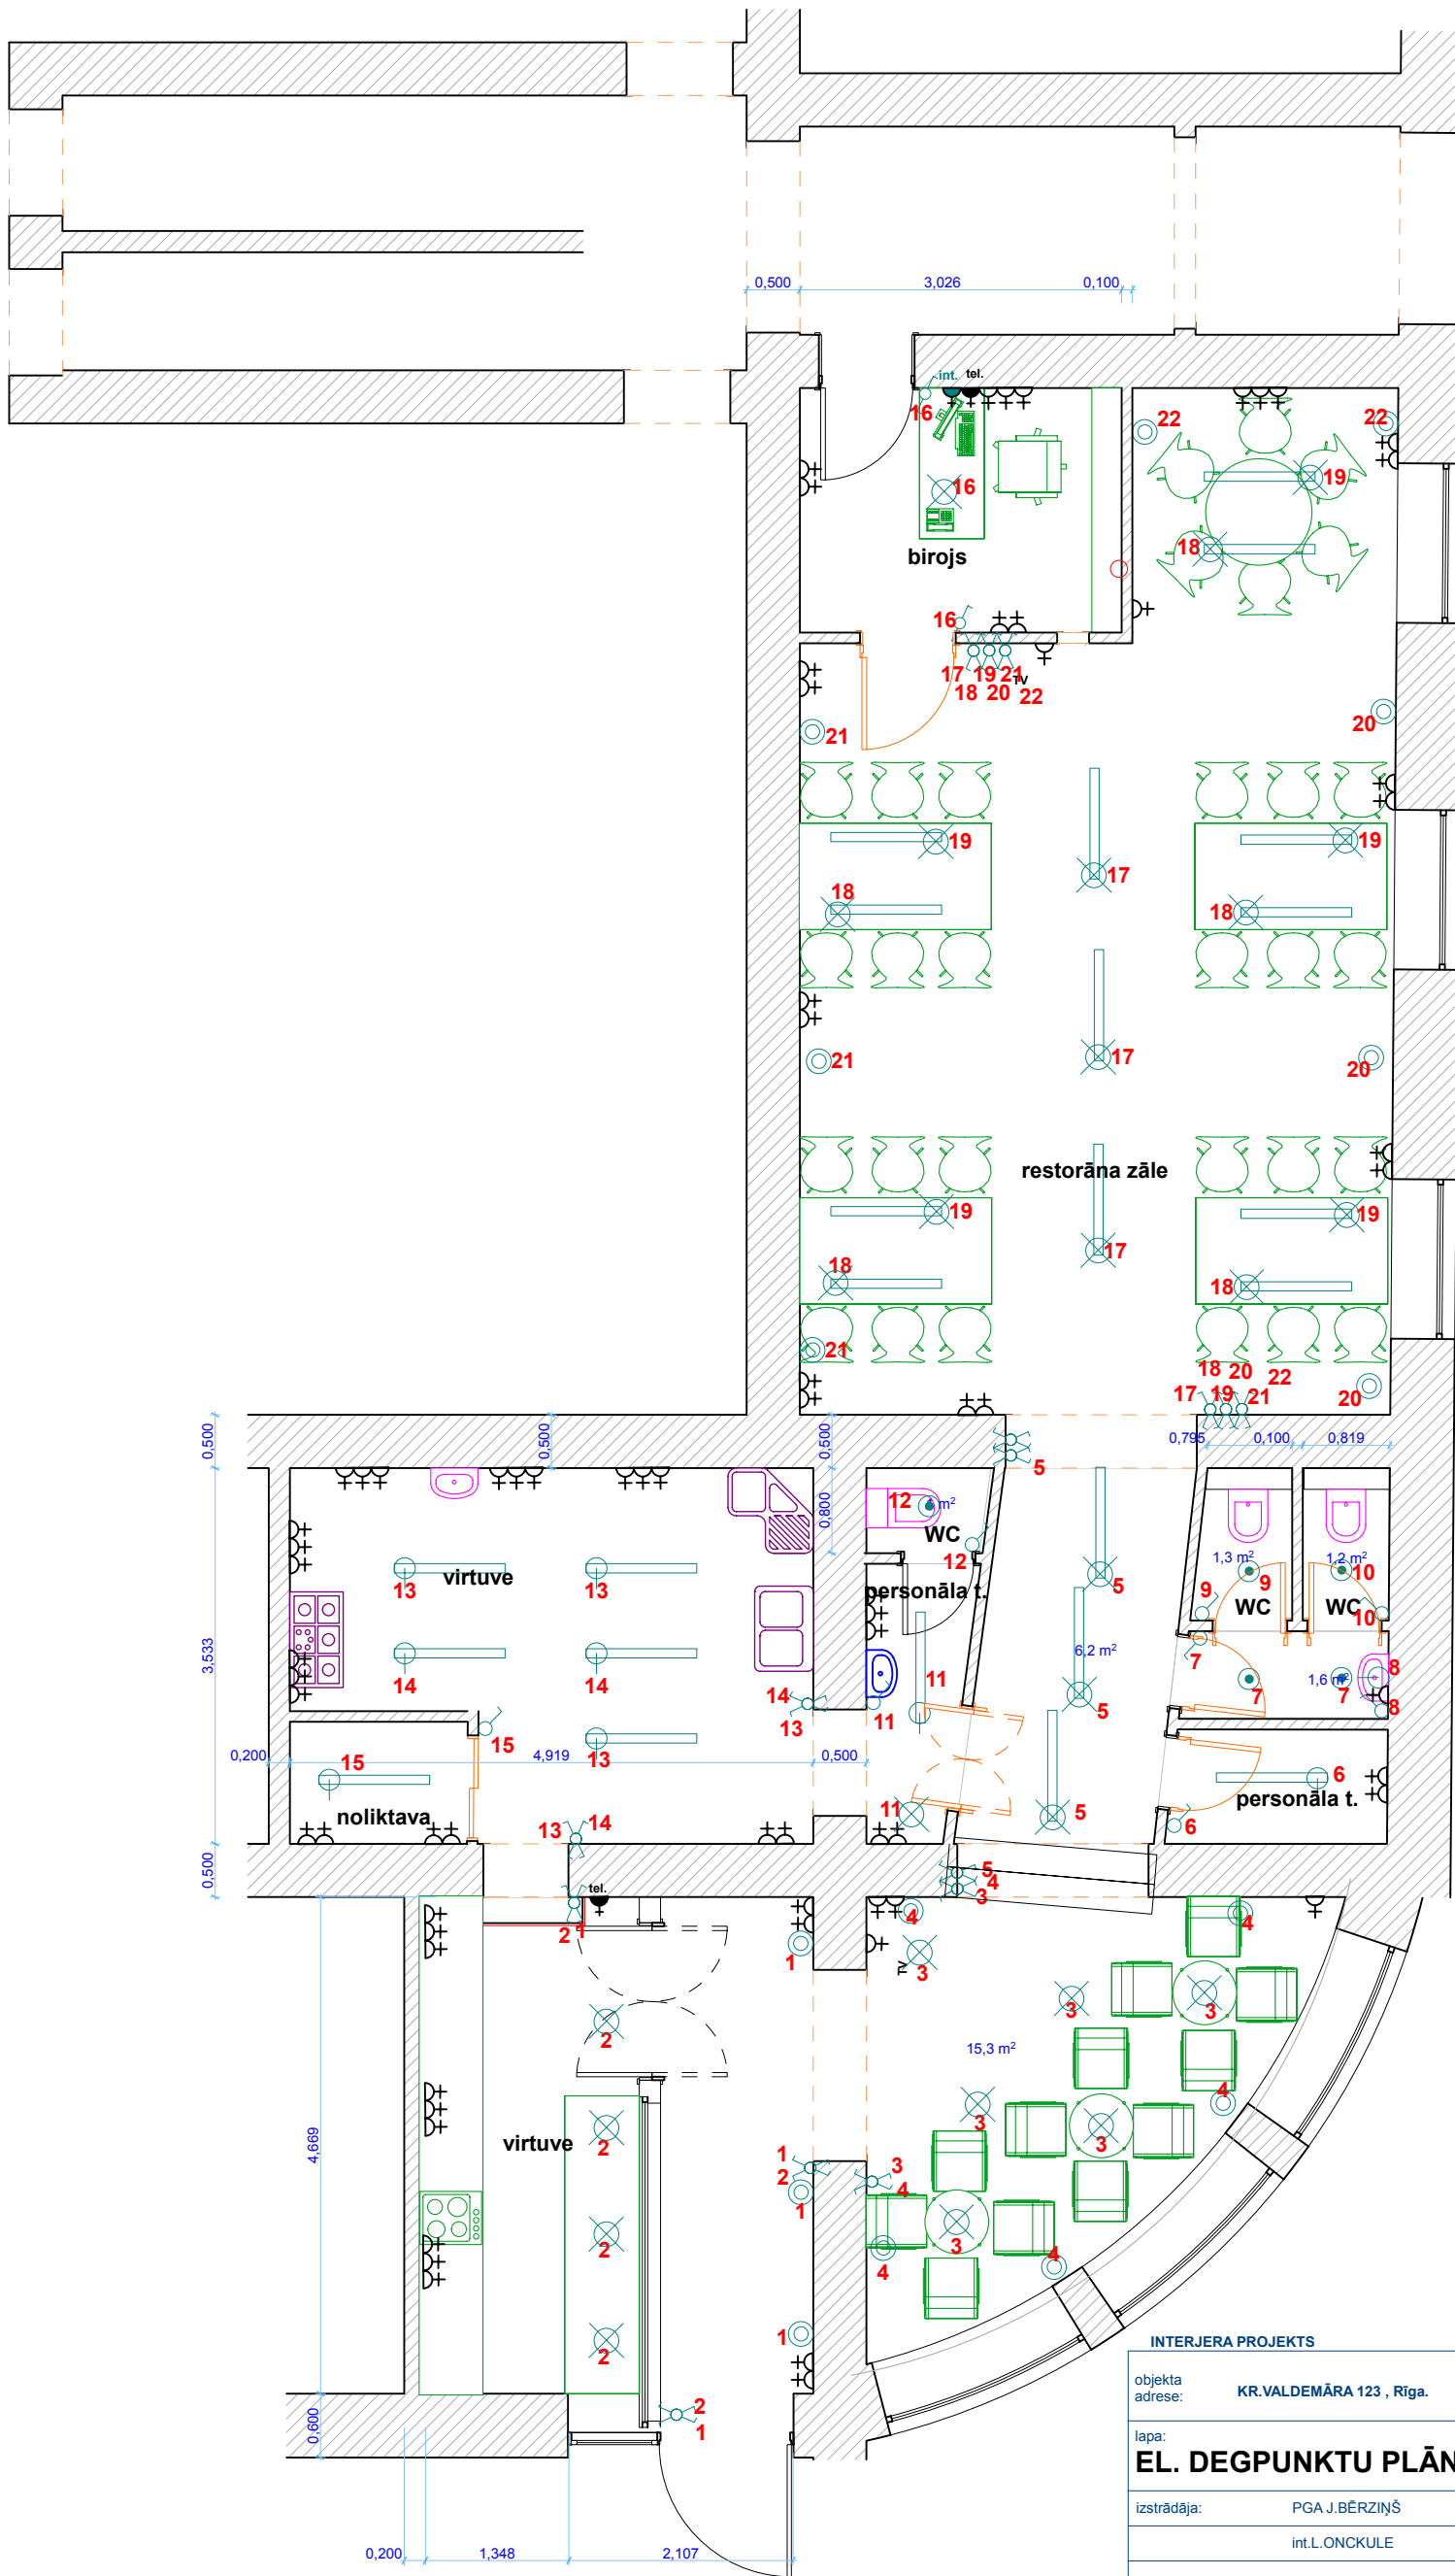 0,500 3,026 0,100
int. tel.
16
22 22
16 19
18
birojs
16
17 19 21
TV
18 20 22
20
21
19 19
17
18 18
17
21 20
restorāna zāle
19 19
17
18 18
21
18 20 22
17 19 21 20
0,500 0,500 0,500 0,795 0,100 0,819
5
0,800
12 1 m²
WC
12
1,3 m² 1,2 m²
13 virtuve 13 personāla t. 5 9 9 10
WC WC 10
3,533
14 14 11 6,2 m² 7 7 1,6 m² 7 8
8
14 11 5
13
15
0,200 4,919 0,500
15 13
6
noliktava 11 5 personāla t.
13 14 6
0,500
5
4
3
tel.
2 1
4 4
1 3
TV
3 3
2
15,3 m²
4,669
4
3
virtuve 2 3
1 3
2 4
1
2 3 4
4
1
2
INTERJERA PROJEKTS
objekta
adrese: KR.VALDEMĀRA 123 , Rīga.
2
1
0,600
lapa:
EL. DEGPUNKTU PLĀN
izstrādāja: PGA J.BĒRZIŅŠ
int.L.ONCKULE
0,200 1,348 2,107